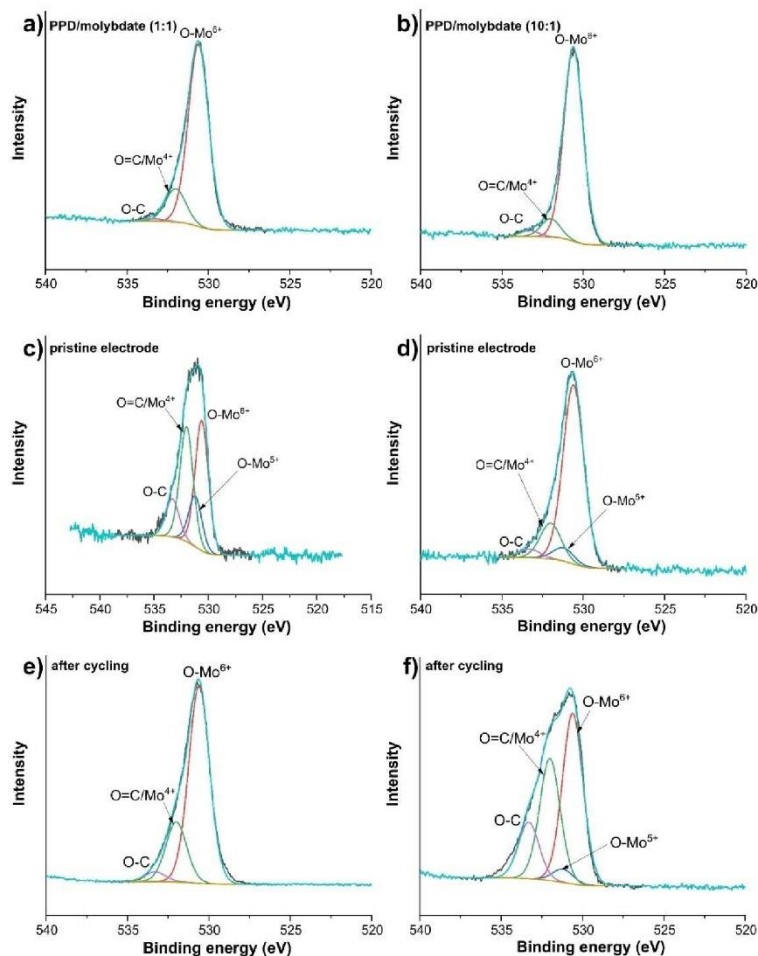 a) PPD/molybdate (1:1)
O-Mo⁶⁺
O=C/Mo⁴⁺
O-C
Intensity
540 535 530 525 520
Binding energy (eV)
b) PPD/molybdate (10:1)
O-Mo⁶⁺
O=C/Mo⁴⁺
O-C
Intensity
540 535 530 525 520
Binding energy (eV)
c) pristine electrode
O=C/Mo⁴⁺
O-Mo⁶⁺
O-Mo⁵⁺
O-C
Intensity
545 540 535 530 525 520 515
Binding energy (eV)
d) pristine electrode
O-Mo⁶⁺
O=C/Mo⁴⁺
O-Mo⁵⁺
O-C
Intensity
540 535 530 525 520
Binding energy (eV)
e) after cycling
O-Mo⁶⁺
O=C/Mo⁴⁺
O-C
Intensity
540 535 530 525 520
Binding energy (eV)
f) after cycling
O-Mo⁶⁺
O=C/Mo⁴⁺
O-C
O-Mo⁵⁺
Intensity
540 535 530 525 520
Binding energy (eV)